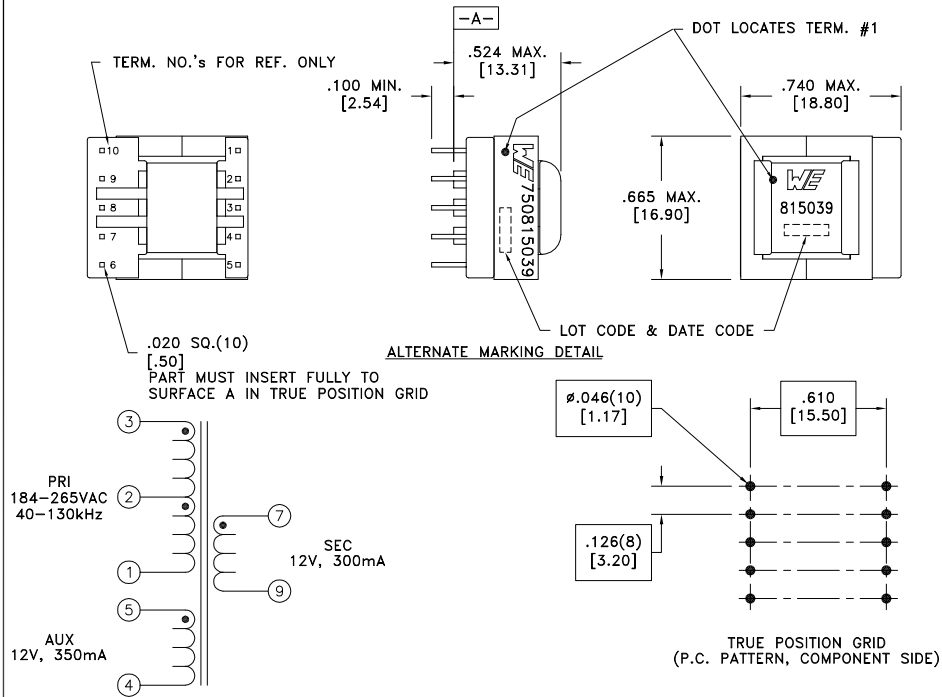 -A-
DOT LOCATES TERM. #1
TERM. NO.'s FOR REF. ONLY
.524 MAX.
[13.31]
.100 MIN.
[2.54]
.740 MAX.
[18.80]
10
9
8
7
6
1
2
3
4
5
WE 750815039
.665 MAX.
[16.90]
WE
815039
LOT CODE & DATE CODE
.020 SQ.(10)
[.50]
PART MUST INSERT FULLY TO
SURFACE A IN TRUE POSITION GRID
ALTERNATE MARKING DETAIL
3
PRI
184-265VAC
40-130kHz
2
1
5
AUX
12V, 350mA
4
7
SEC
12V, 300mA
9
ø.046(10)
[1.17]
.610
[15.50]
.126(8)
[3.20]
TRUE POSITION GRID
(P.C. PATTERN, COMPONENT SIDE)